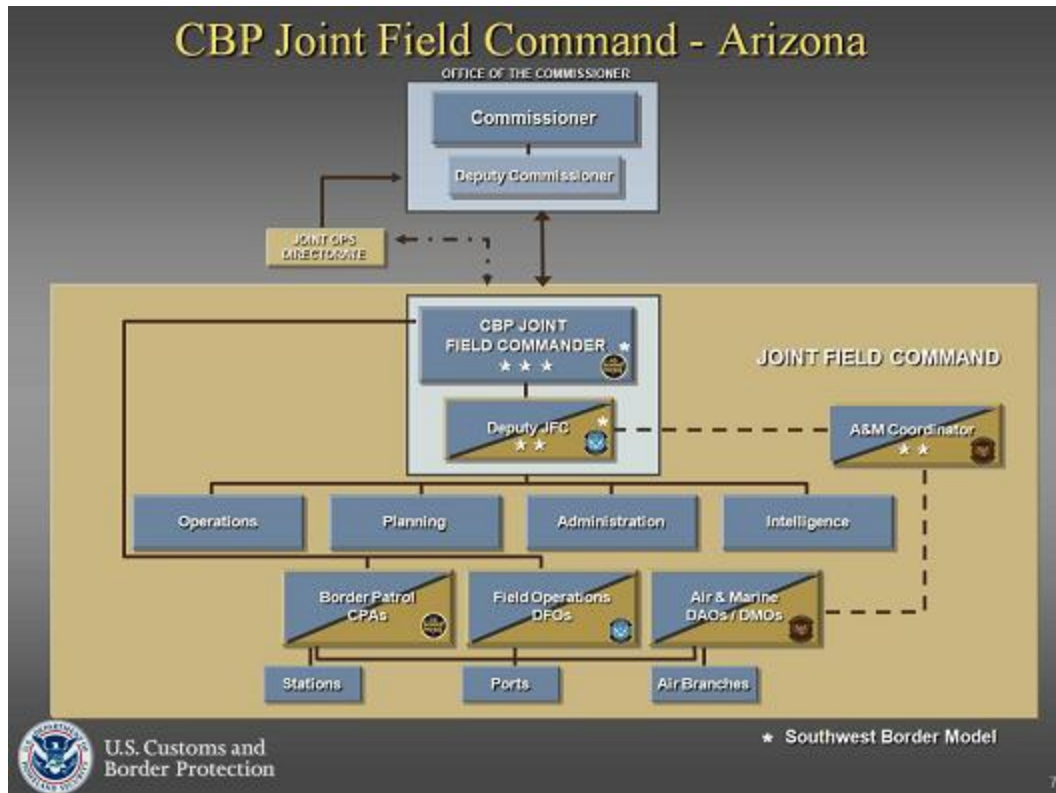 CBP Joint Field Command - Arizona
OFFICE OF THE COMMISSIONER
Commissioner
Deputy Commissioner
JOINT OPS
DIRECTORATE
CBP JOINT
FIELD COMMANDER *
JOINT FIELD COMMAND
Deputy JFC *
A&M Coordinator
Operations
Planning
Administration
Intelligence
Border Patrol
CPAs
Field Operations
DFOs
Air & Marine
DAOs / DMOs
Stations
Ports
Air Branches
* Southwest Border Model
U.S. Customs and
Border Protection
7